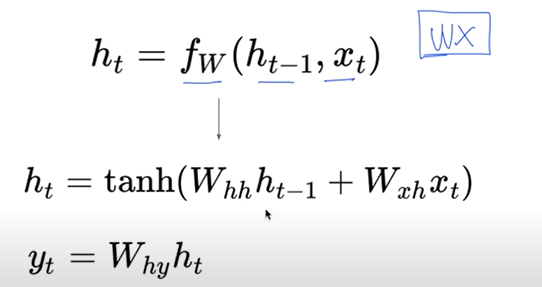 h_t = f_W(h_{t−1}, x_t)
WX
h_t = tanh(W_{hh}h_{t−1} + W_{xh}x_t)
y_t = W_{hy}h_t